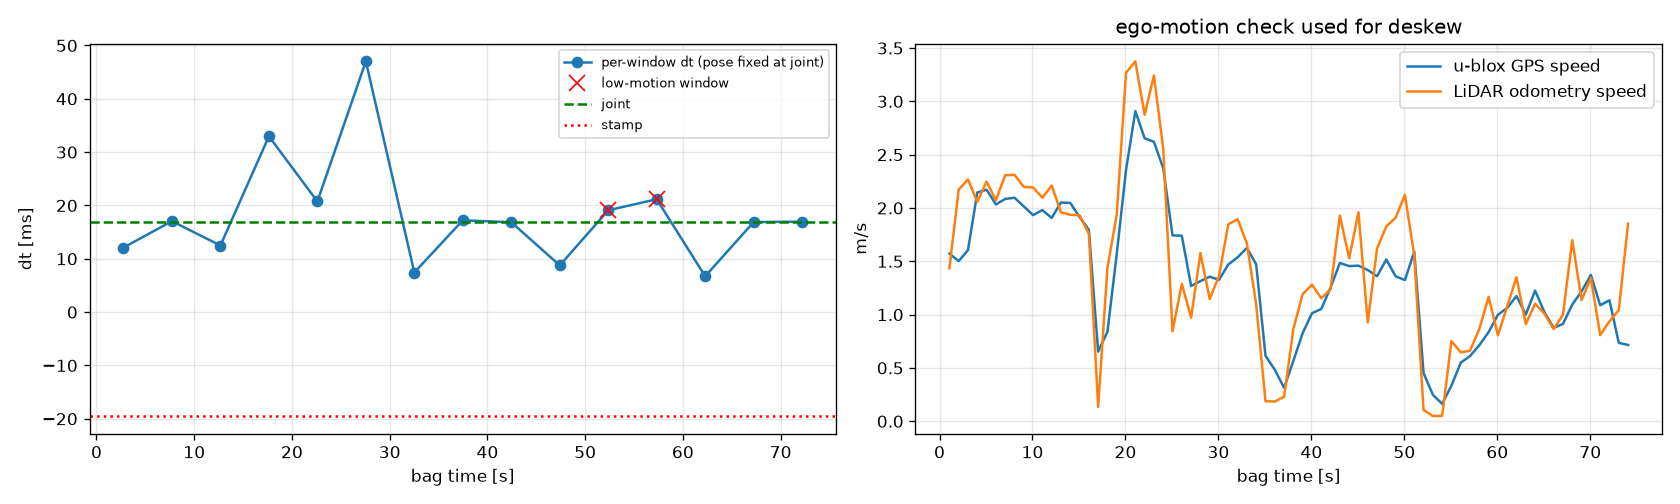 50
40
30
20
10
0
−10
−20
dt [ms]
0 10 20 30 40 50 60 70
bag time [s]
per-window dt (pose fixed at joint)
low-motion window
joint
stamp
ego-motion check used for deskew
3.5
3.0
2.5
2.0
1.5
1.0
0.5
0.0
m/s
0 10 20 30 40 50 60 70
bag time [s]
u-blox GPS speed
LiDAR odometry speed